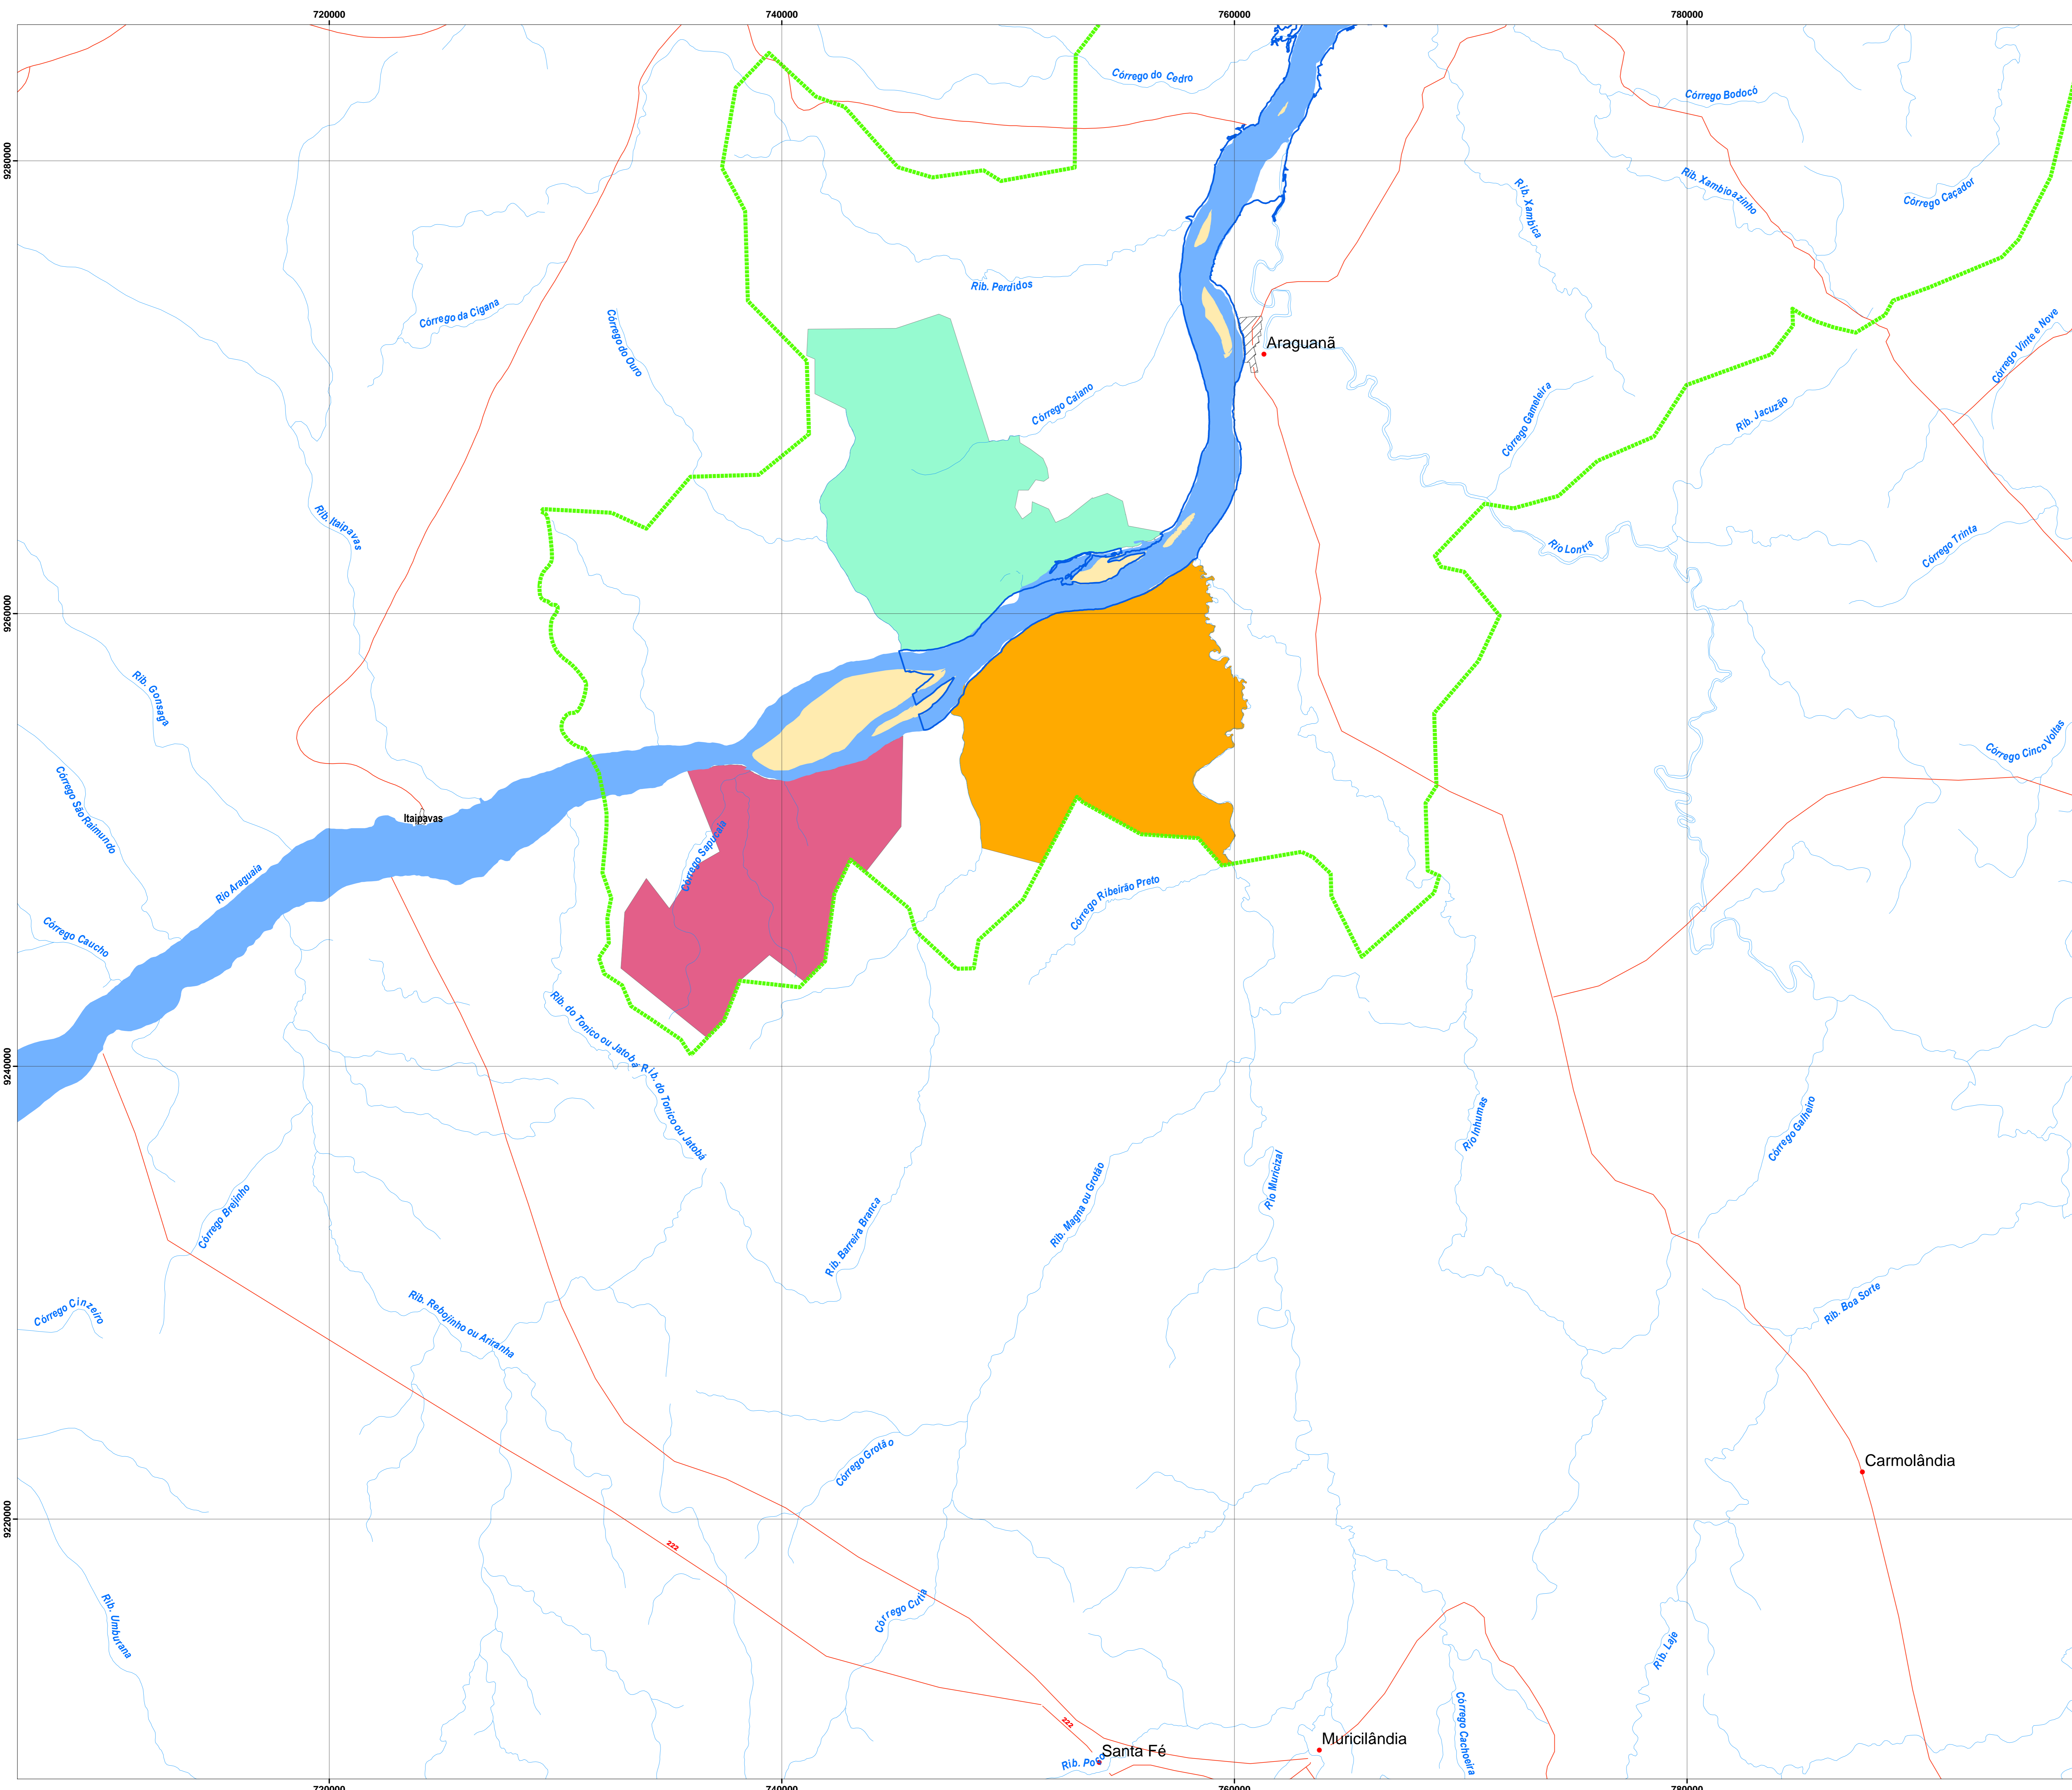 720000
740000
760000
780000
Córrego do Cedro
Córrego Bodocó
9280000
Rib. Xambioazinho
Córrego Caçador
Rib. Xambica
Rib. Perdidos
Córrego da Cigana
Córrego do Ouro
Araguanã
Córrego Vinte e Nove
Córrego Caiano
Córrego Gameleira
Rib. Jacuzão
Rib. Itaipavas
Rio Lontra
Córrego Trinta
9260000
Rib. Gonsaga
Córrego Cinco Voltas
Córrego São Raimundo
Itaipavas
Córrego Sapucaia
Rio Araguaia
Córrego Ribeirão Preto
Córrego Caucho
Rib. do Tonico ou Jatobá
9240000
Rib. do Tonico ou Jatobá
Rio Inhumas
Córrego Galheiro
Córrego Brejinho
Rib. Barreira Branca
Rib. Magna ou Grotão
Rio Muricizal
Córrego Cinzeiro
Rib. Rebojinho ou Ariranha
Rib. Boa Sorte
Córrego Grotão
Carmolândia
9220000
222
Córrego Cutia
Rib. Umburana
Rib. Laje
222
Córrego Cachoeira
Muricilândia
Santa Fé
Rib. Poço
720000
740000
760000
780000